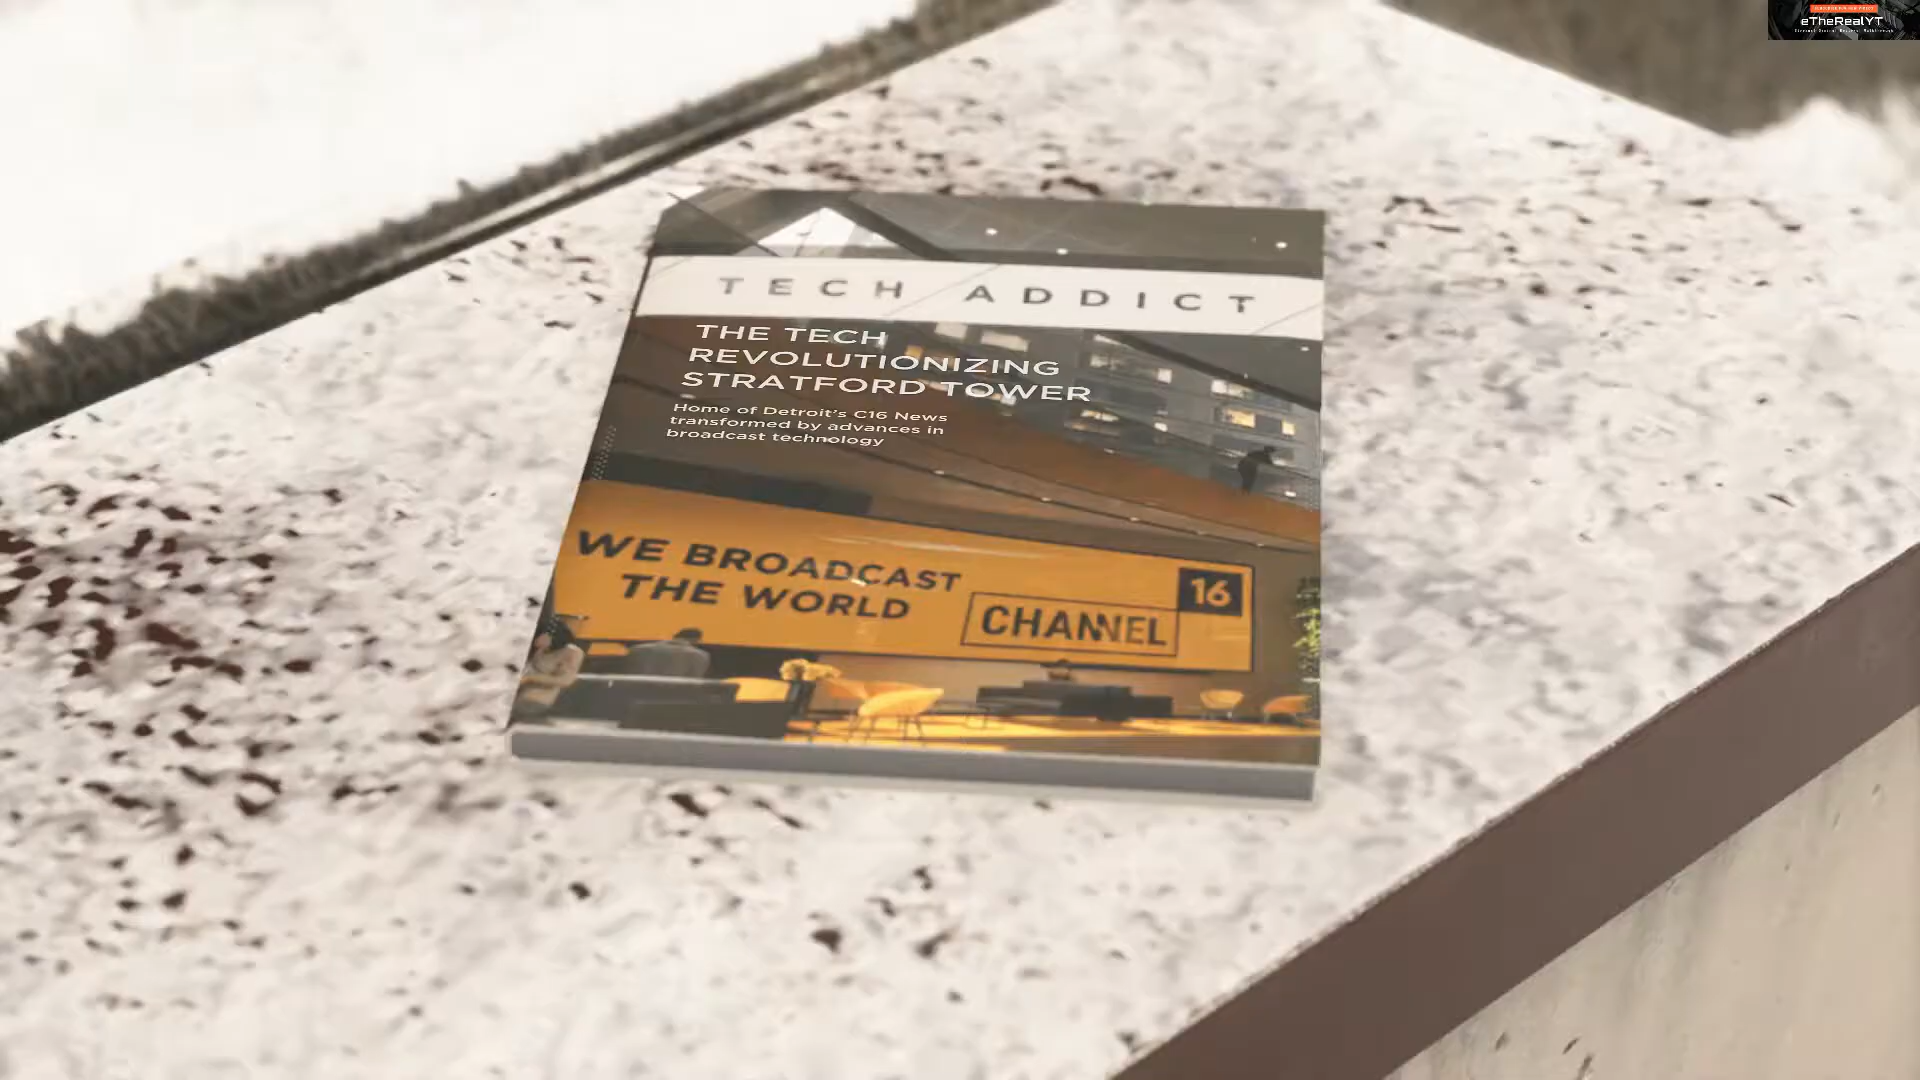 eTheRealYT
TECH ADDICT
THE TECH
REVOLUTIONIZING
STRATFORD TOWER
Home of Detroit's C16 News
transformed by advances in
broadcast technology
WE BROADCAST
THE WORLD
CHANNEL
16